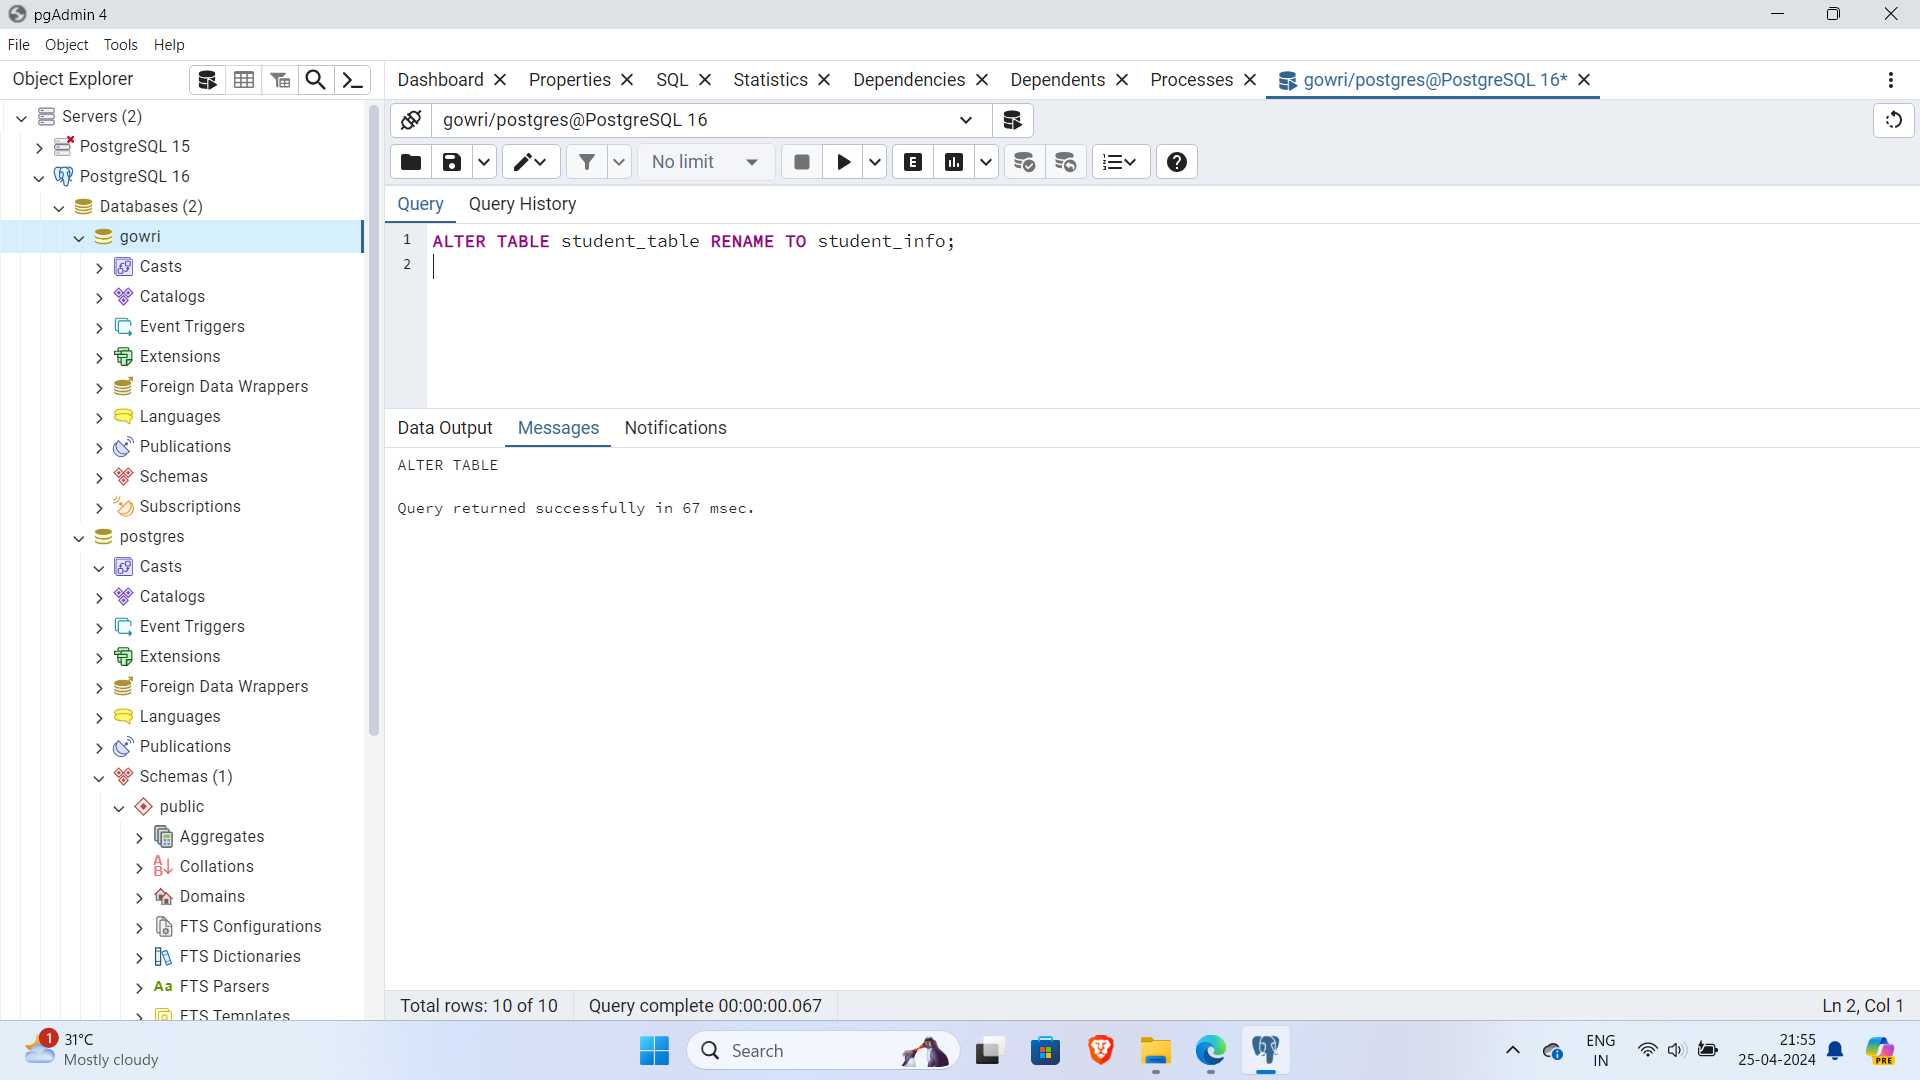 pgAdmin 4
File Object Tools Help
Object Explorer
Dashboard Properties SQL Statistics Dependencies Dependents Processes gowri/postgres@PostgreSQL 16*
Servers (2)
PostgreSQL 15
PostgreSQL 16
Databases (2)
gowri
Casts
Catalogs
Event Triggers
Extensions
Foreign Data Wrappers
Languages
Publications
Schemas
Subscriptions
postgres
Casts
Catalogs
Event Triggers
Extensions
Foreign Data Wrappers
Languages
Publications
Schemas (1)
public
Aggregates
Collations
Domains
FTS Configurations
FTS Dictionaries
Aa FTS Parsers
FTS Templates
gowri/postgres@PostgreSQL 16
No limit
E
Query Query History
1 ALTER TABLE student_table RENAME TO student_info;
2
Data Output Messages Notifications
ALTER TABLE
Query returned successfully in 67 msec.
Total rows: 10 of 10 Query complete 00:00:00.067 Ln 2, Col 1
1
31°C
Mostly cloudy
Search
ENG
IN
21:55
25-04-2024
PRE